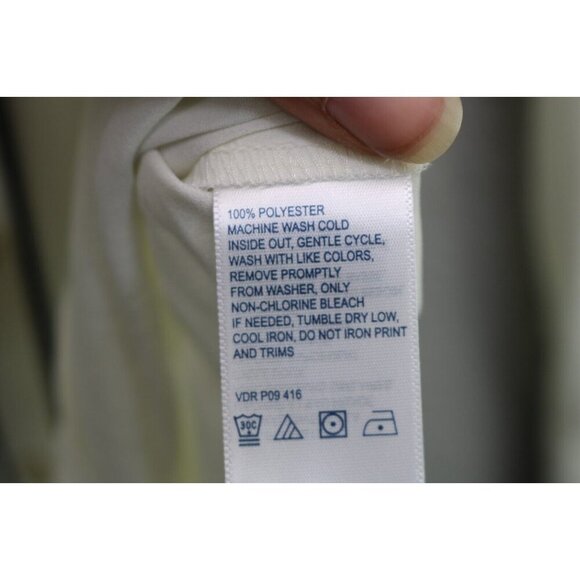 100% POLYESTER
MACHINE WASH COLD
INSIDE OUT, GENTLE CYCLE,
WASH WITH LIKE COLORS,
REMOVE PROMPTLY
FROM WASHER, ONLY
NON-CHLORINE BLEACH
IF NEEDED, TUMBLE DRY LOW,
COOL IRON, DO NOT IRON PRINT
AND TRIMS
VDR P09 416
30C